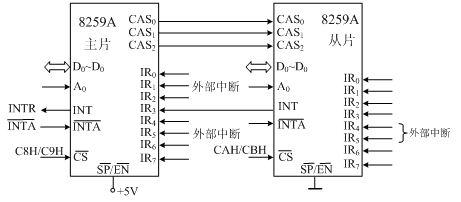 8259A
主片
CAS₀
CAS₁
CAS₂
D₀~D₀
A₀
INTR
INT
INTA
INTA
C8H/C9H
CS
SP/EN
+5V
IR₀
IR₁
IR₂
IR₃
IR₄
IR₅
IR₆
IR₇
外部中断
外部中断
8259A
从片
CAS₀
CAS₁
CAS₂
D₀~D₀
A₀
INT
INTA
CAH/CBH
CS
SP/EN
IR₀
IR₁
IR₂
IR₃
IR₄
IR₅
IR₆
IR₇
外部中断